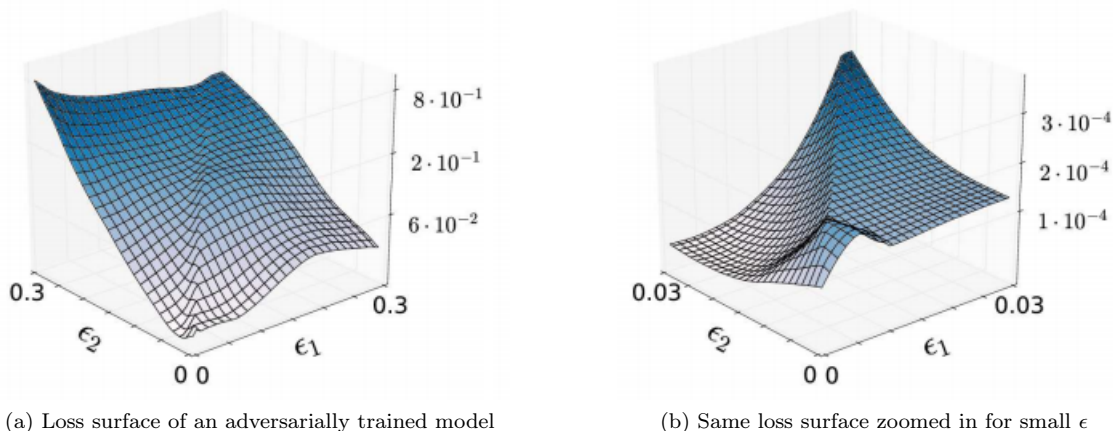 8 · 10⁻¹
2 · 10⁻¹
6 · 10⁻²
0.3
ϵ₂
0 0
ϵ₁
0.3
3 · 10⁻⁴
2 · 10⁻⁴
1 · 10⁻⁴
0.03
ϵ₂
0 0
ϵ₁
0.03
(a) Loss surface of an adversarially trained model
(b) Same loss surface zoomed in for small ϵ